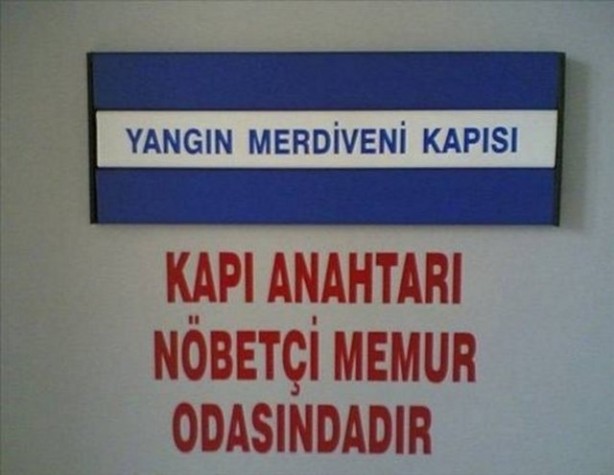 YANGIN MERDİVENİ KAPISI
KAPI ANAHTARI
NÖBETÇİ MEMUR
ODASINDADIR